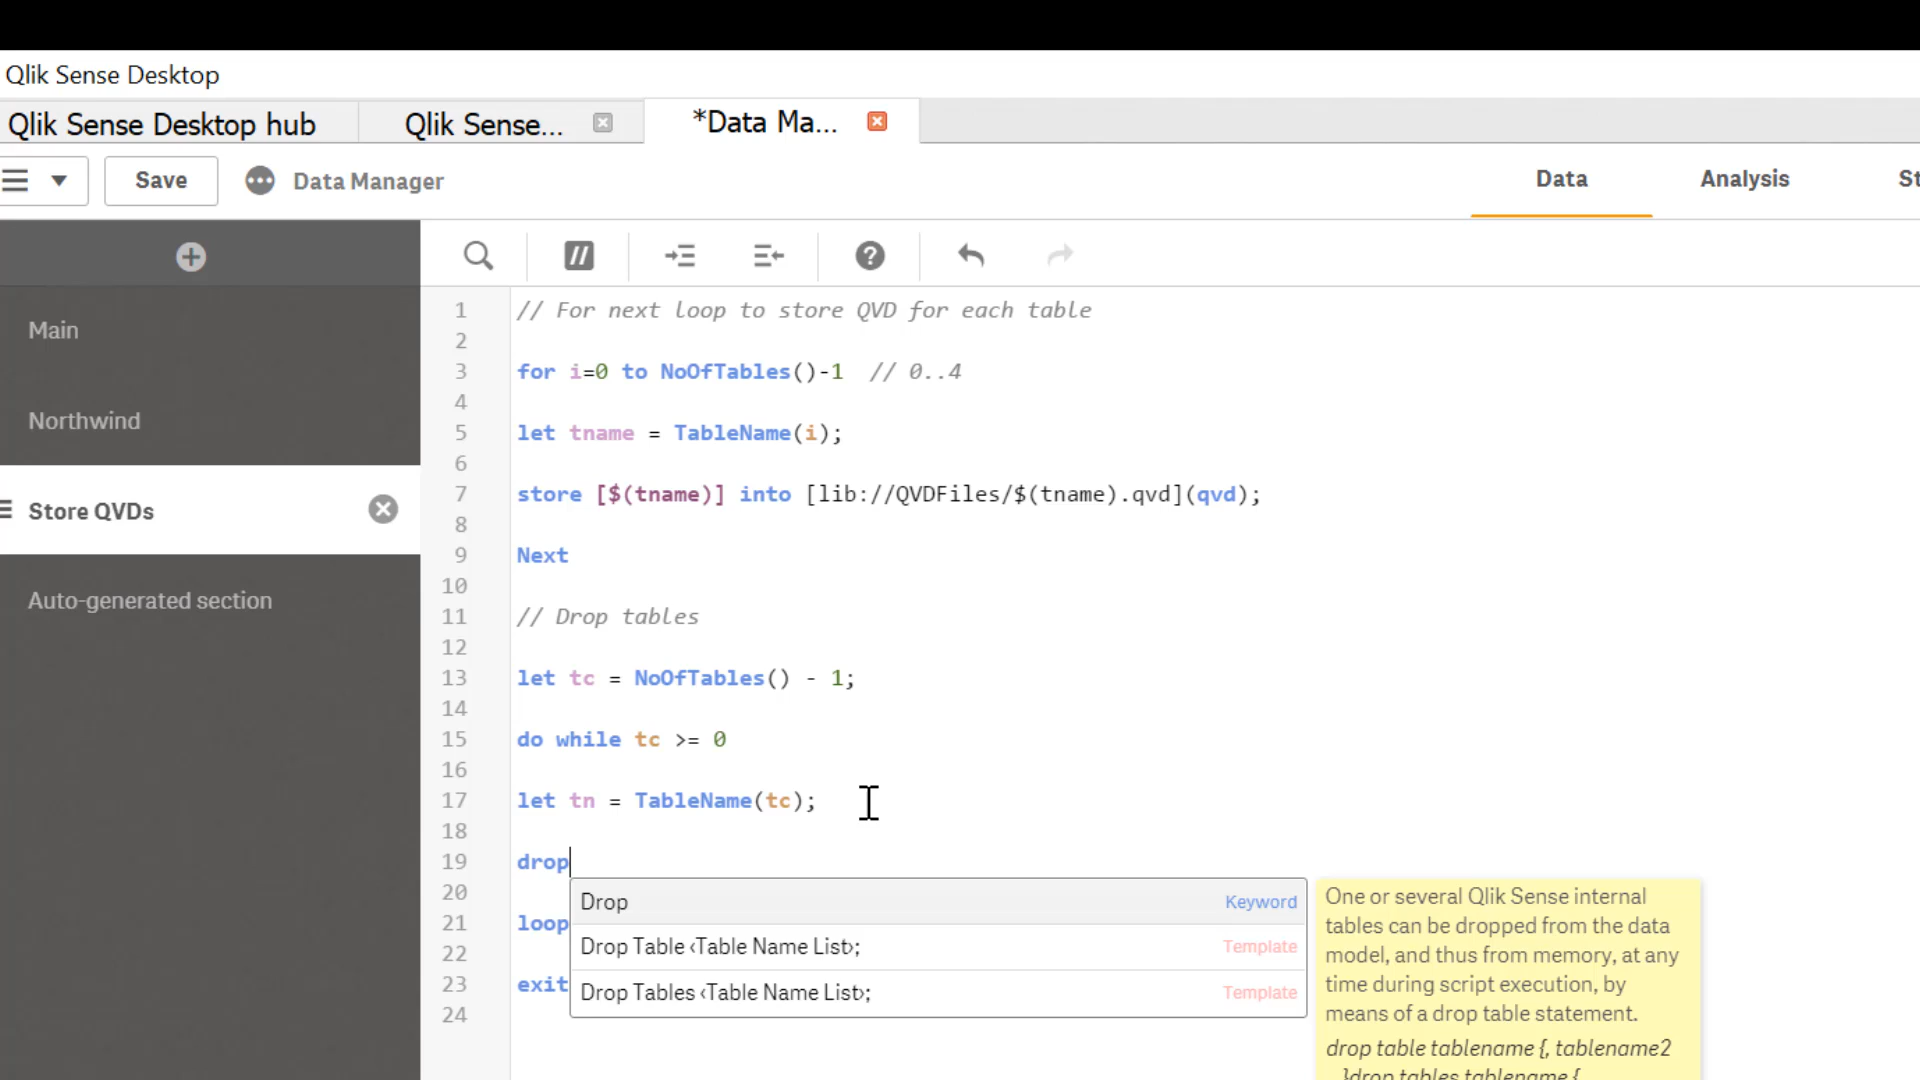 Qlik Sense Desktop
Qlik Sense Desktop hub
Qlik Sense...
*Data Ma...
Save
Data Manager
Data
Analysis
Main
Northwind
Store QVDs
Auto-generated section
1 // For next loop to store QVD for each table
2
3 for i=0 to NoOfTables()-1 // 0..4
4
5 let tname = TableName(i);
6
7 store [$(tname)] into [lib://QVDFiles/$(tname).qvd](qvd);
8
9 Next
10
11 // Drop tables
12
13 let tc = NoOfTables() - 1;
14
15 do while tc >= 0
16
17 let tn = TableName(tc);
18
19 drop
20
21 loop
22
23 exit
24
Drop Keyword
Drop Table ‹Table Name List›; Template
Drop Tables ‹Table Name List›; Template
One or several Qlik Sense internal
tables can be dropped from the data
model, and thus from memory, at any
time during script execution, by
means of a drop table statement.
drop table tablename {, tablename2
...}drop tables tablename {